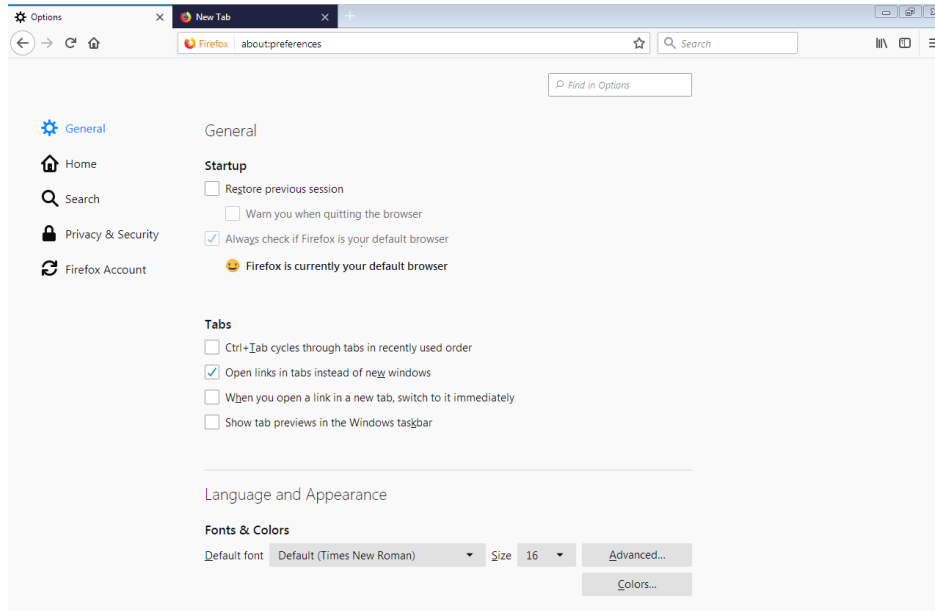 Options
New Tab
Firefox about:preferences
Search
Find in Options
General
Home
Search
Privacy & Security
Firefox Account
General
Startup
Restore previous session
Warn you when quitting the browser
Always check if Firefox is your default browser
Firefox is currently your default browser
Tabs
Ctrl+Tab cycles through tabs in recently used order
Open links in tabs instead of new windows
When you open a link in a new tab, switch to it immediately
Show tab previews in the Windows taskbar
Language and Appearance
Fonts & Colors
Default font Default (Times New Roman) Size 16 Advanced...
Colors...